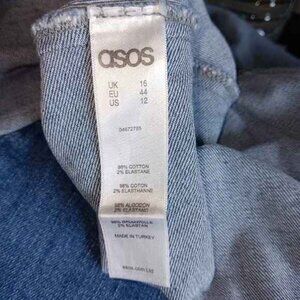 asos
UK 16
EU 44
US 12
98% COTTON
2% ELASTANE
98% COTON
2% ELASTHANNE
98% ALGODON
2% ELASTANO
98% BAUMWOLLE
2% ELASTAN
MADE IN TURKEY